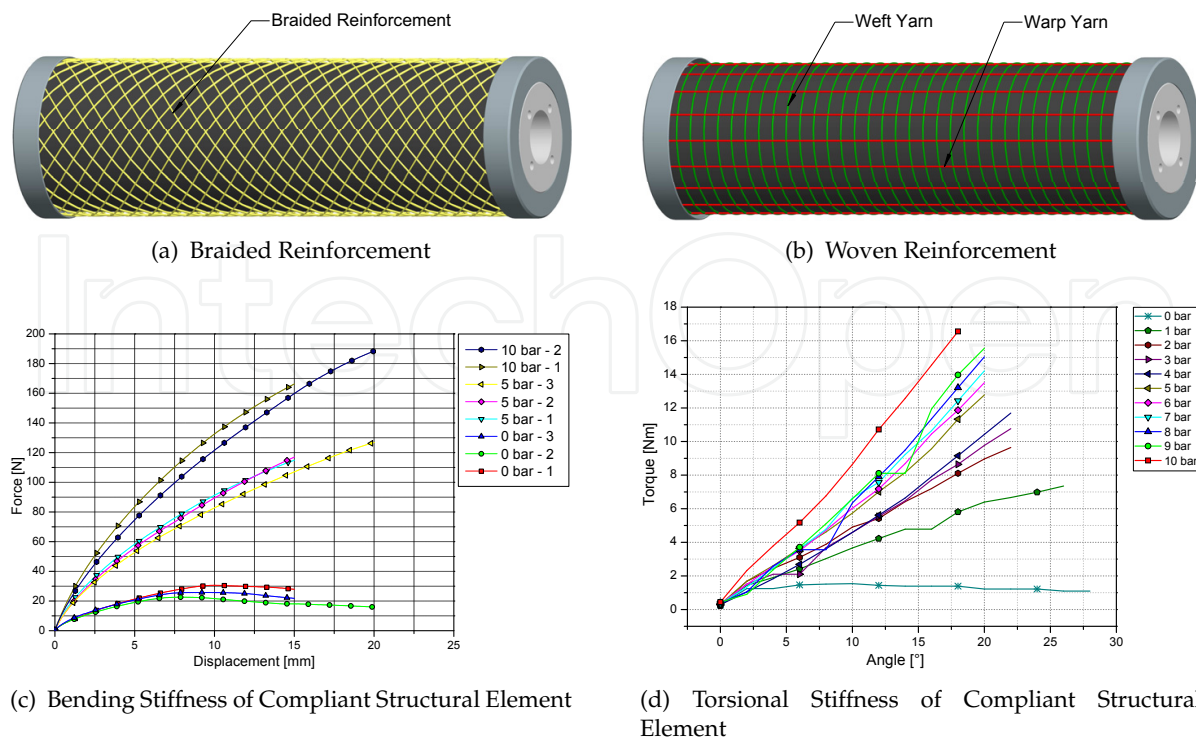 Braided Reinforcement
Weft Yarn
Warp Yarn
(a) Braided Reinforcement
(b) Woven Reinforcement
IntechOpen
200
190
180
160
140
120
100
80
60
40
20
0
0
5
10
15
20
25
Force[N]
Displacement [mm]
10 bar - 2
10 bar - 1
5 bar - 3
5 bar - 2
5 bar - 1
0 bar - 3
0 bar - 2
0 bar - 1
18
16
14
12
10
8
6
4
2
0
0
5
10
15
20
25
30
Torque [Nm]
Angle [°]
0 bar
1 bar
2 bar
3 bar
4 bar
5 bar
6 bar
7 bar
8 bar
9 bar
10 bar
(c) Bending Stiffness of Compliant Structural Element
(d) Torsional Stiffness of Compliant Structural
Element